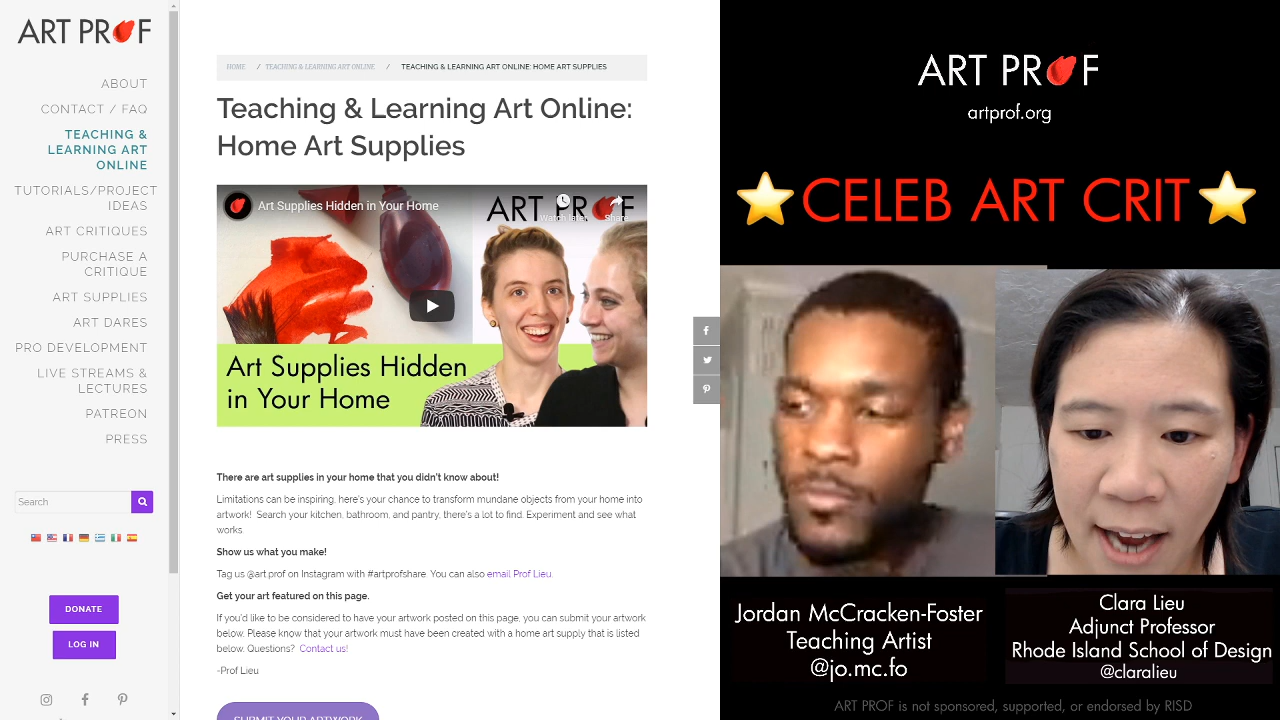 ART PROF
ABOUT
CONTACT / FAQ
TEACHING &
LEARNING ART
ONLINE
TUTORIALS/PROJECT
IDEAS
ART CRITIQUES
PURCHASE A
CRITIQUE
ART SUPPLIES
ART DARES
PRO DEVELOPMENT
LIVE STREAMS &
LECTURES
PATREON
PRESS
Search
DONATE
LOG IN
HOME / TEACHING & LEARNING ART ONLINE / TEACHING & LEARNING ART ONLINE: HOME ART SUPPLIES
Teaching & Learning Art Online:
Home Art Supplies
Art Supplies Hidden in Your Home
ART PROF
Watch later
Share
Art Supplies Hidden
in Your Home
There are art supplies in your home that you didn't know about!
Limitations can be inspiring, here's your chance to transform mundane objects from your home into
artwork! Search your kitchen, bathroom, and pantry, there's a lot to find. Experiment and see what
works.
Show us what you make!
Tag us @art.prof on Instagram with #artprofshare You can also email Prof Lieu.
Get your art featured on this page.
If you'd like to be considered to have your artwork posted on this page, you can submit your artwork
below. Please know that your artwork must have been created with a home art supply that is listed
below. Questions? Contact us!
-Prof Lieu
SUBMIT YOUR ARTWORK
ART PROF
artprof.org
CELEB ART CRIT
Jordan McCracken-Foster
Teaching Artist
@jo.mc.fo
Clara Lieu
Adjunct Professor
Rhode Island School of Design
@claralieu
ART PROF is not sponsored, supported, or endorsed by RISD